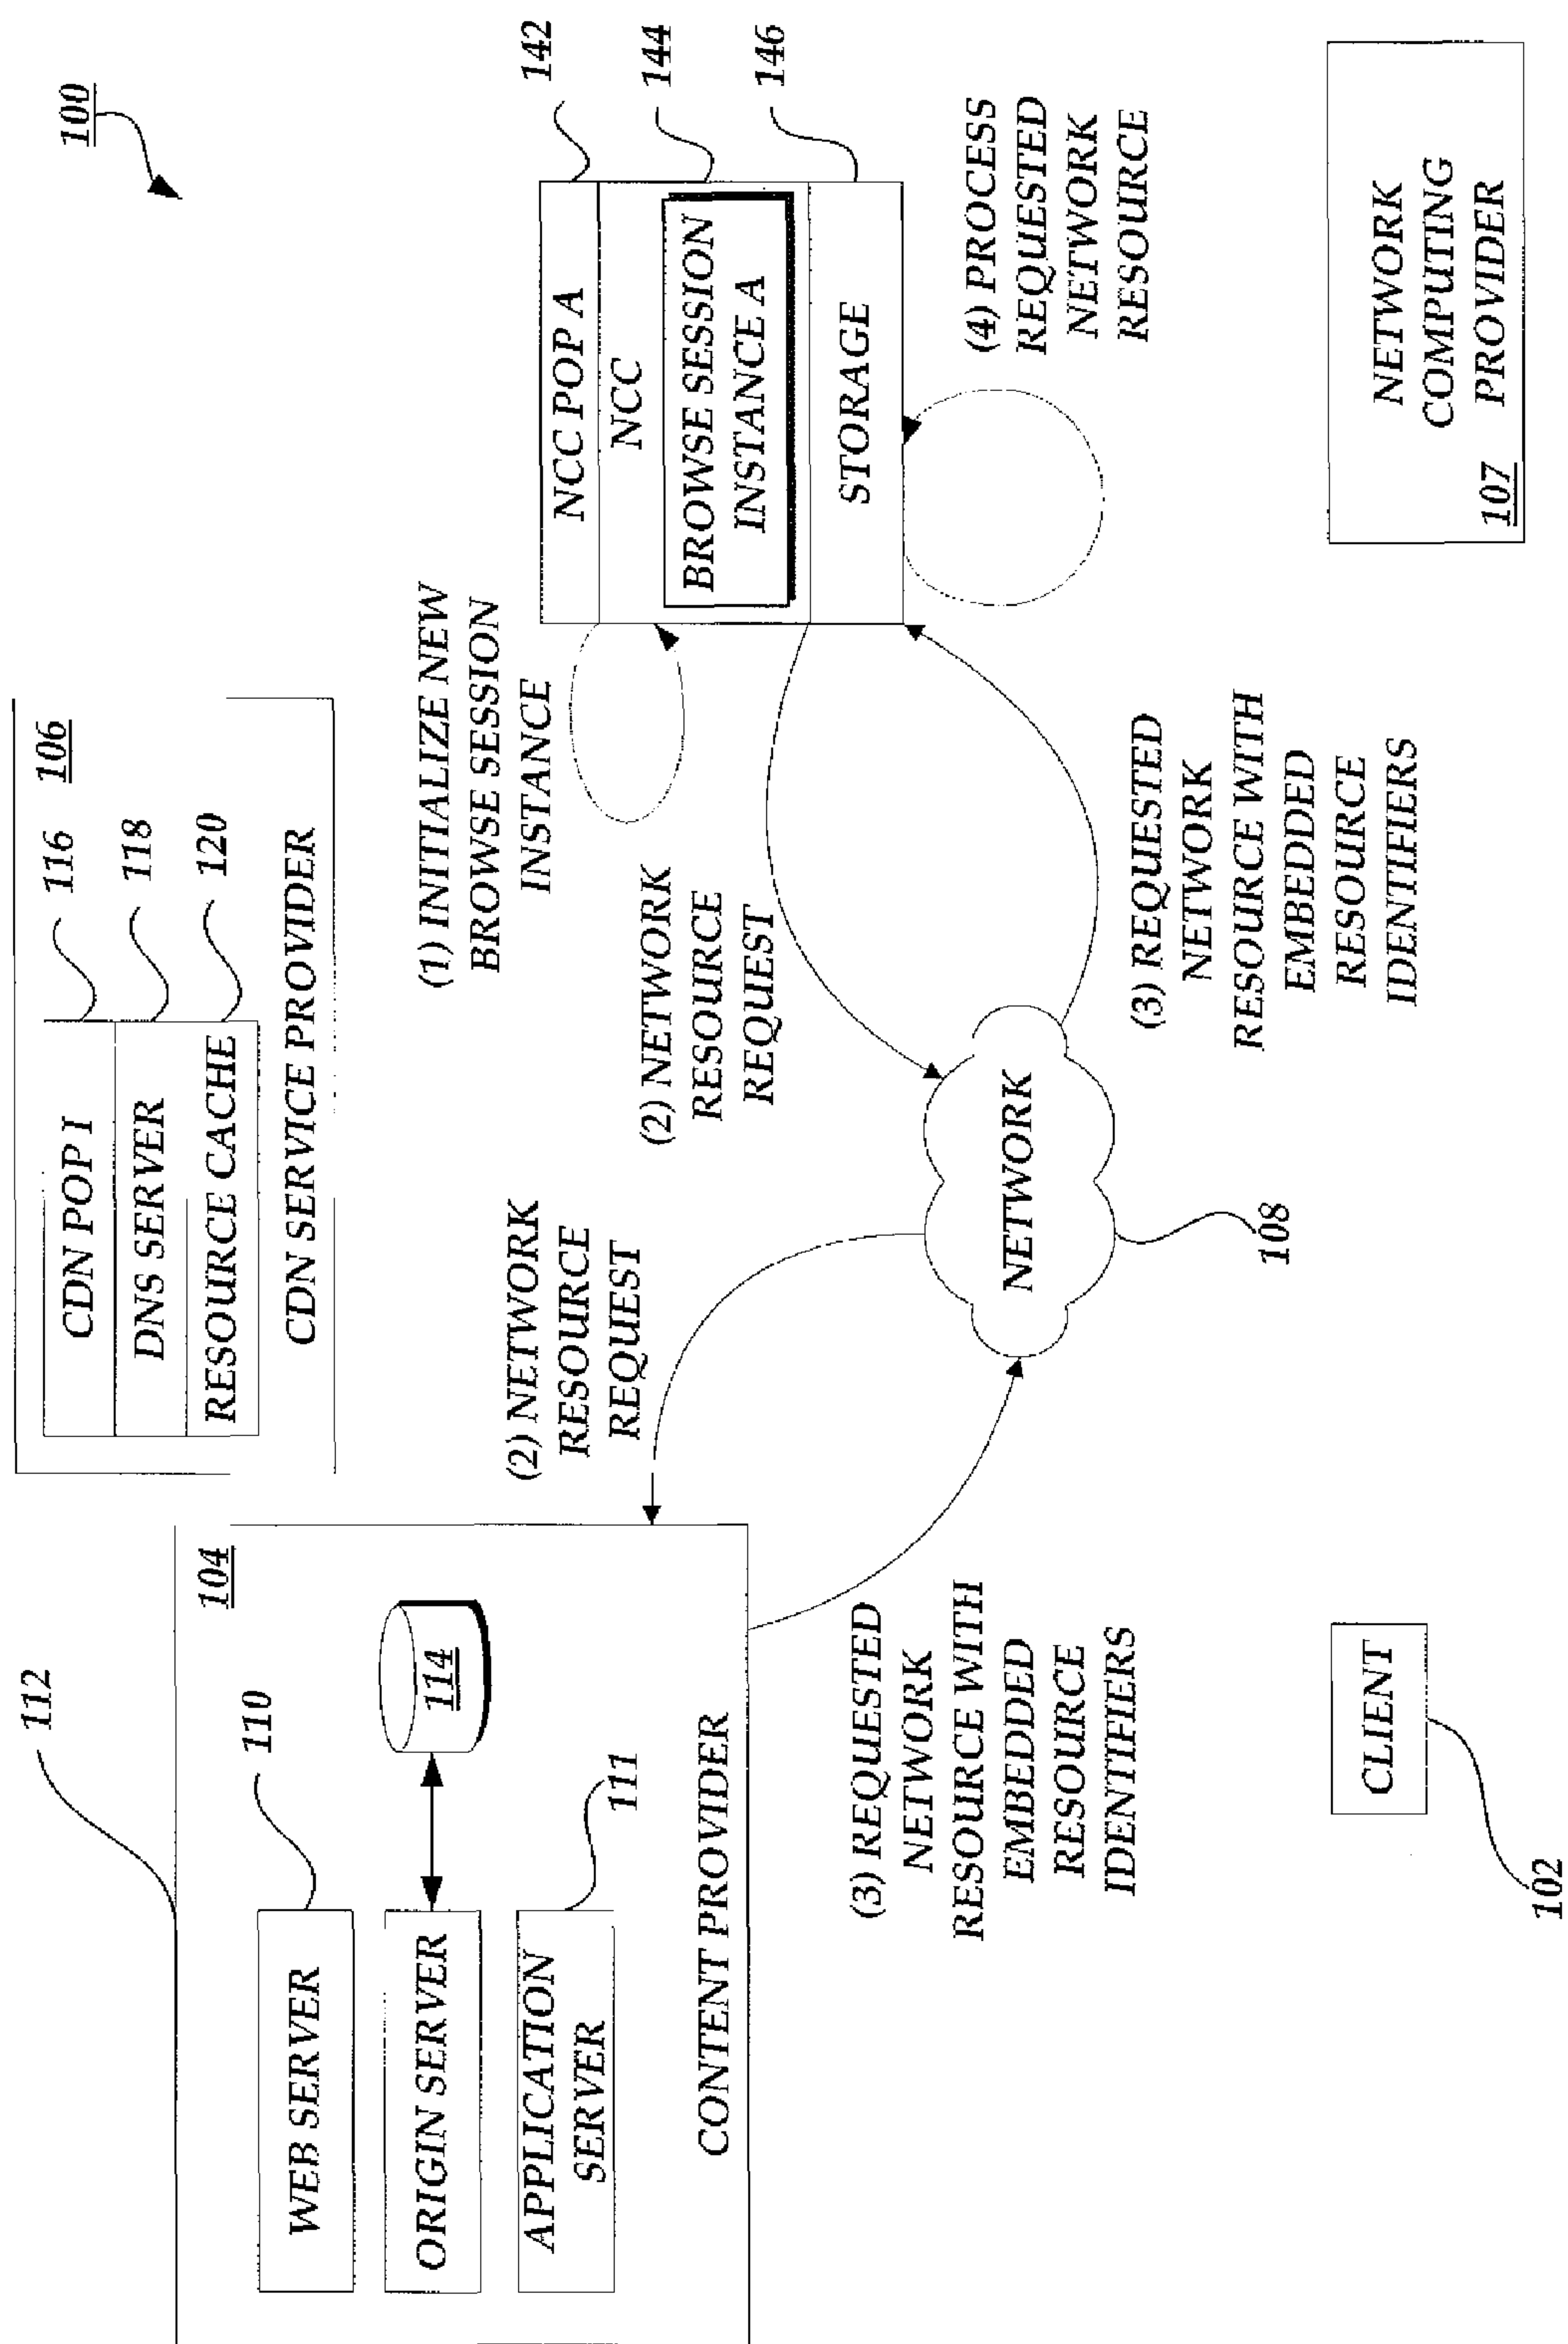 100
112
104
110
WEB SERVER
114
ORIGIN SERVER
111
APPLICATION
SERVER
CONTENT PROVIDER
106
116
118
120
CDN POP I
DNS SERVER
RESOURCE CACHE
CDN SERVICE PROVIDER
(1) INITIALIZE NEW
BROWSE SESSION
INSTANCE
142
144
146
NCC POP A
NCC
BROWSE SESSION
INSTANCE A
STORAGE
(2) NETWORK
RESOURCE
REQUEST
(2) NETWORK
RESOURCE
REQUEST
(3) REQUESTED
NETWORK
RESOURCE WITH
EMBEDDED
RESOURCE
IDENTIFIERS
NETWORK
108
(3) REQUESTED
NETWORK
RESOURCE WITH
EMBEDDED
RESOURCE
IDENTIFIERS
(4) PROCESS
REQUESTED
NETWORK
RESOURCE
CLIENT
102
NETWORK
COMPUTING
PROVIDER
107